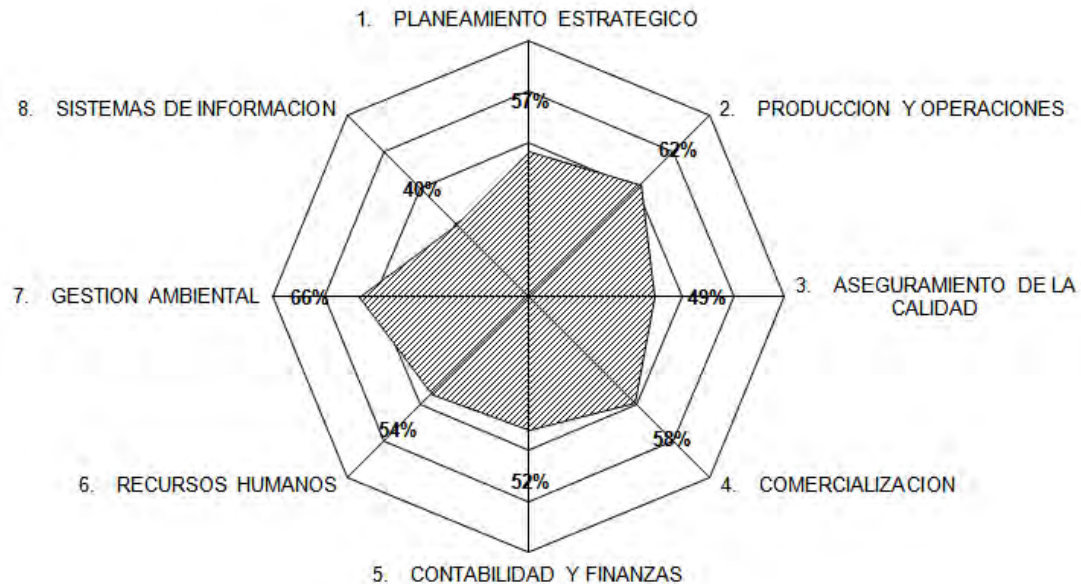 1. PLANEAMIENTO ESTRATEGICO
57%
8. SISTEMAS DE INFORMACION
2. PRODUCCION Y OPERACIONES
62%
40%
7. GESTION AMBIENTAL
66%
49%
3. ASEGURAMIENTO DE LA
CALIDAD
54%
58%
6. RECURSOS HUMANOS
52%
4. COMERCIALIZACION
5. CONTABILIDAD Y FINANZAS